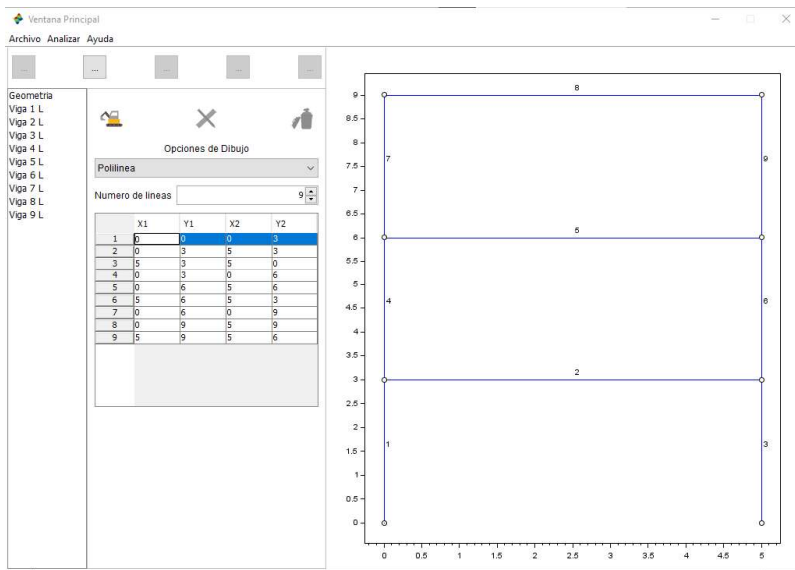 Ventana Principal
Archivo Analizar Ayuda
... ... ... ... ...
Geometria
Viga 1 L
Viga 2 L
Viga 3 L
Viga 4 L
Viga 5 L
Viga 6 L
Viga 7 L
Viga 8 L
Viga 9 L
Opciones de Dibujo
Polilinea
Numero de lineas 9
X1 Y1 X2 Y2
1 0 0 0 3
2 0 3 5 3
3 5 3 5 0
4 0 3 0 6
5 0 6 5 6
6 5 6 5 3
7 0 6 0 9
8 0 9 5 9
9 5 9 5 6
9
8.5
8
7.5
7
6.5
6
5.5
5
4.5
4
3.5
3
2.5
2
1.5
1
0.5
0
8
7 9
5
4 6
2
1 3
0 0.5 1 1.5 2 2.5 3 3.5 4 4.5 5